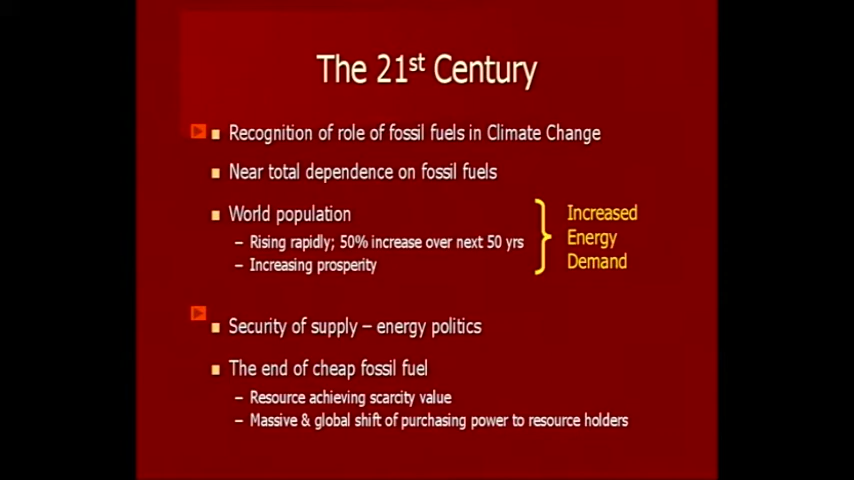 The 21st Century
Recognition of role of fossil fuels in Climate Change
Near total dependence on fossil fuels
World population
– Rising rapidly; 50% increase over next 50 yrs
– Increasing prosperity
Increased
Energy
Demand
Security of supply – energy politics
The end of cheap fossil fuel
– Resource achieving scarcity value
– Massive & global shift of purchasing power to resource holders